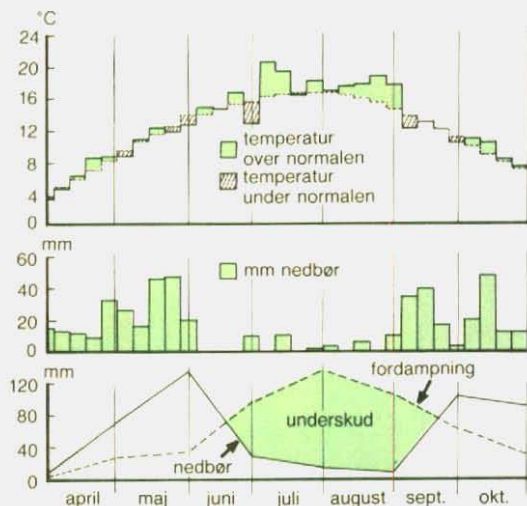 °C
24
20
16
12
8
4
0
temperatur
over normalen
temperatur
under normalen
mm
60
40
20
0
mm nedbør
mm
120
80
40
0
fordampning
underskud
nedbør
april maj juni juli august sept. okt.